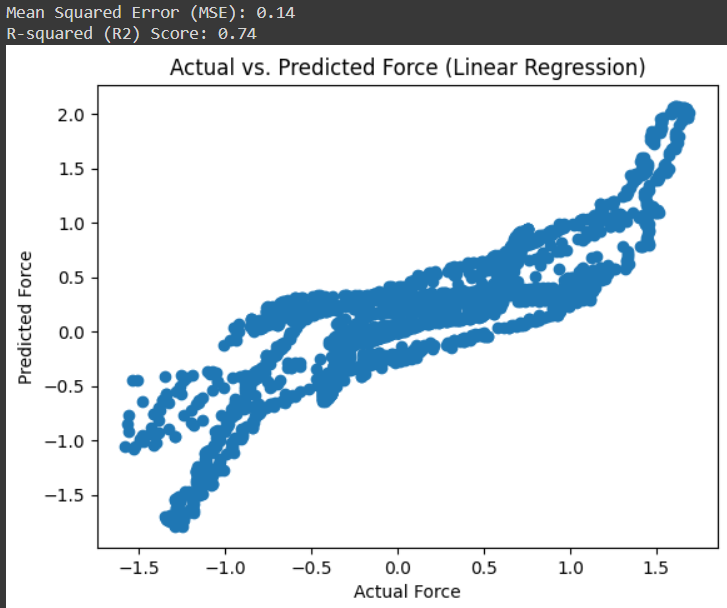 Mean Squared Error (MSE): 0.14
R-squared (R2) Score: 0.74
Actual vs. Predicted Force (Linear Regression)
2.0
1.5
1.0
0.5
0.0
−0.5
−1.0
−1.5
Predicted Force
−1.5 −1.0 −0.5 0.0 0.5 1.0 1.5
Actual Force